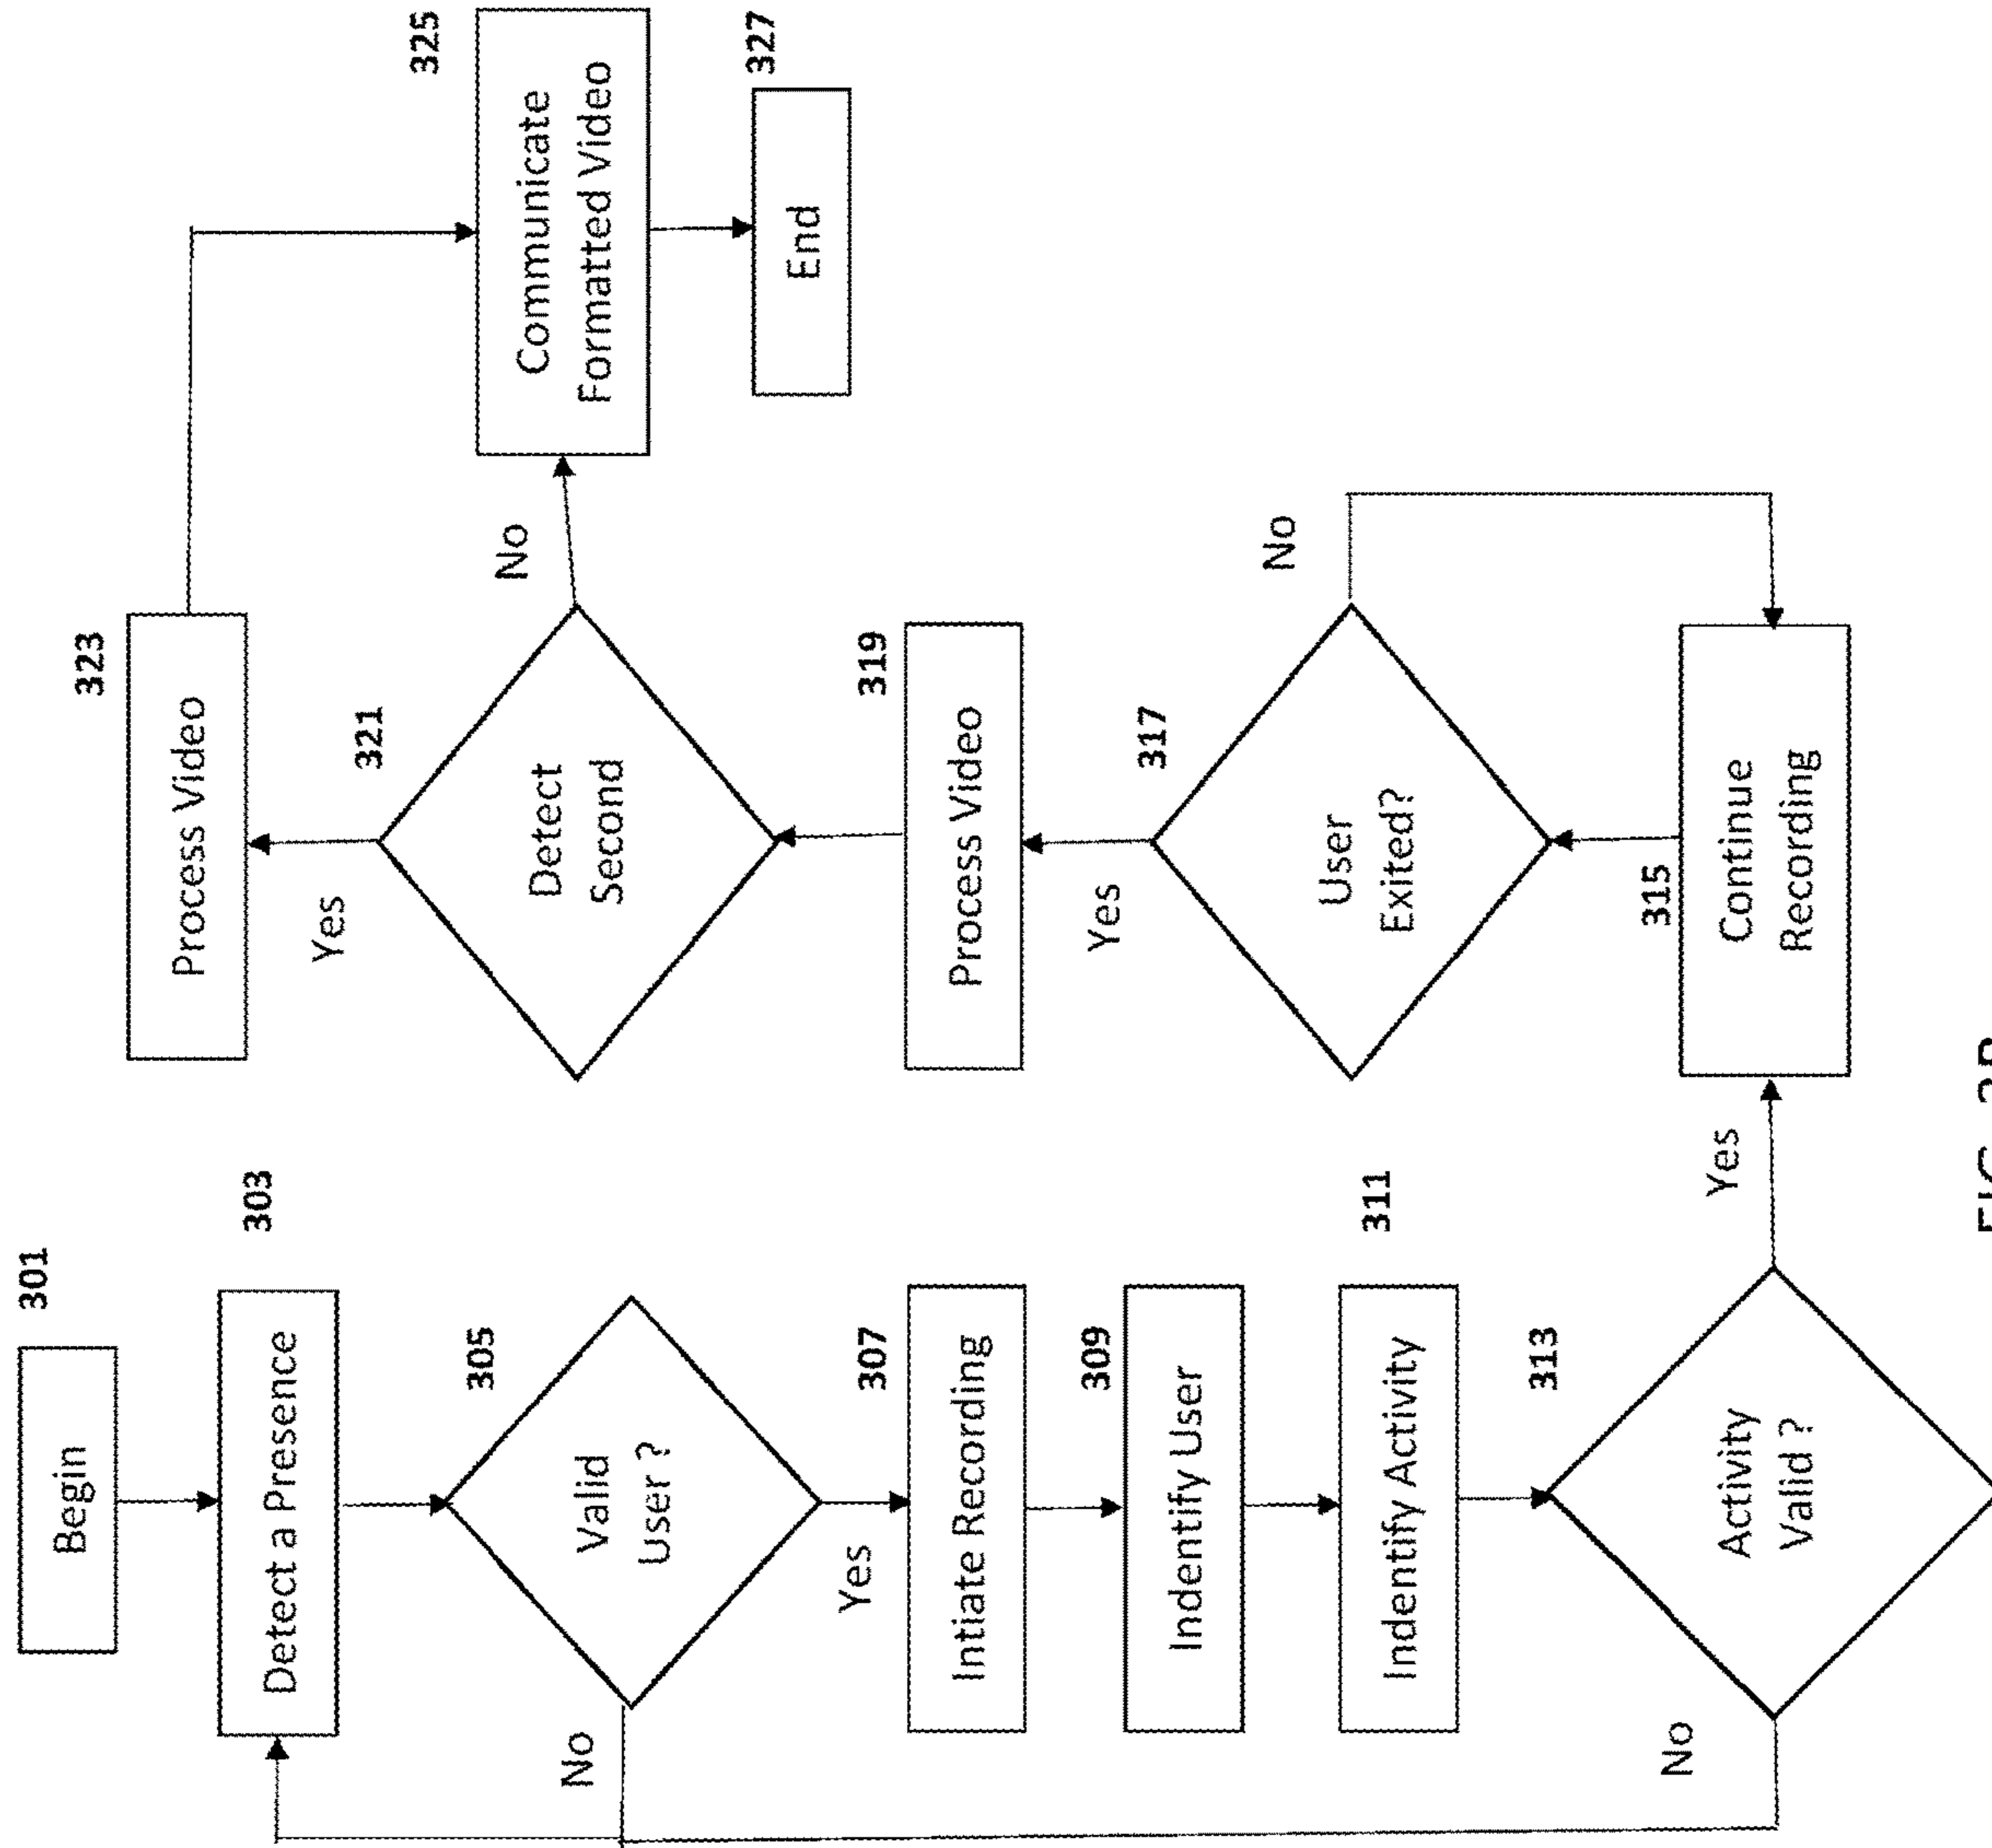 301
Begin
303
Detect a Presence
305
Valid
User ?
No
Yes
307
Intiate Recording
309
Indentify User
311
Indentify Activity
313
Activity
Valid ?
No
Yes
315
Continue
Recording
317
User
Exited?
No
Yes
319
Process Video
321
Detect
Second
Yes
No
323
Process Video
325
Communicate
Formatted Video
327
End